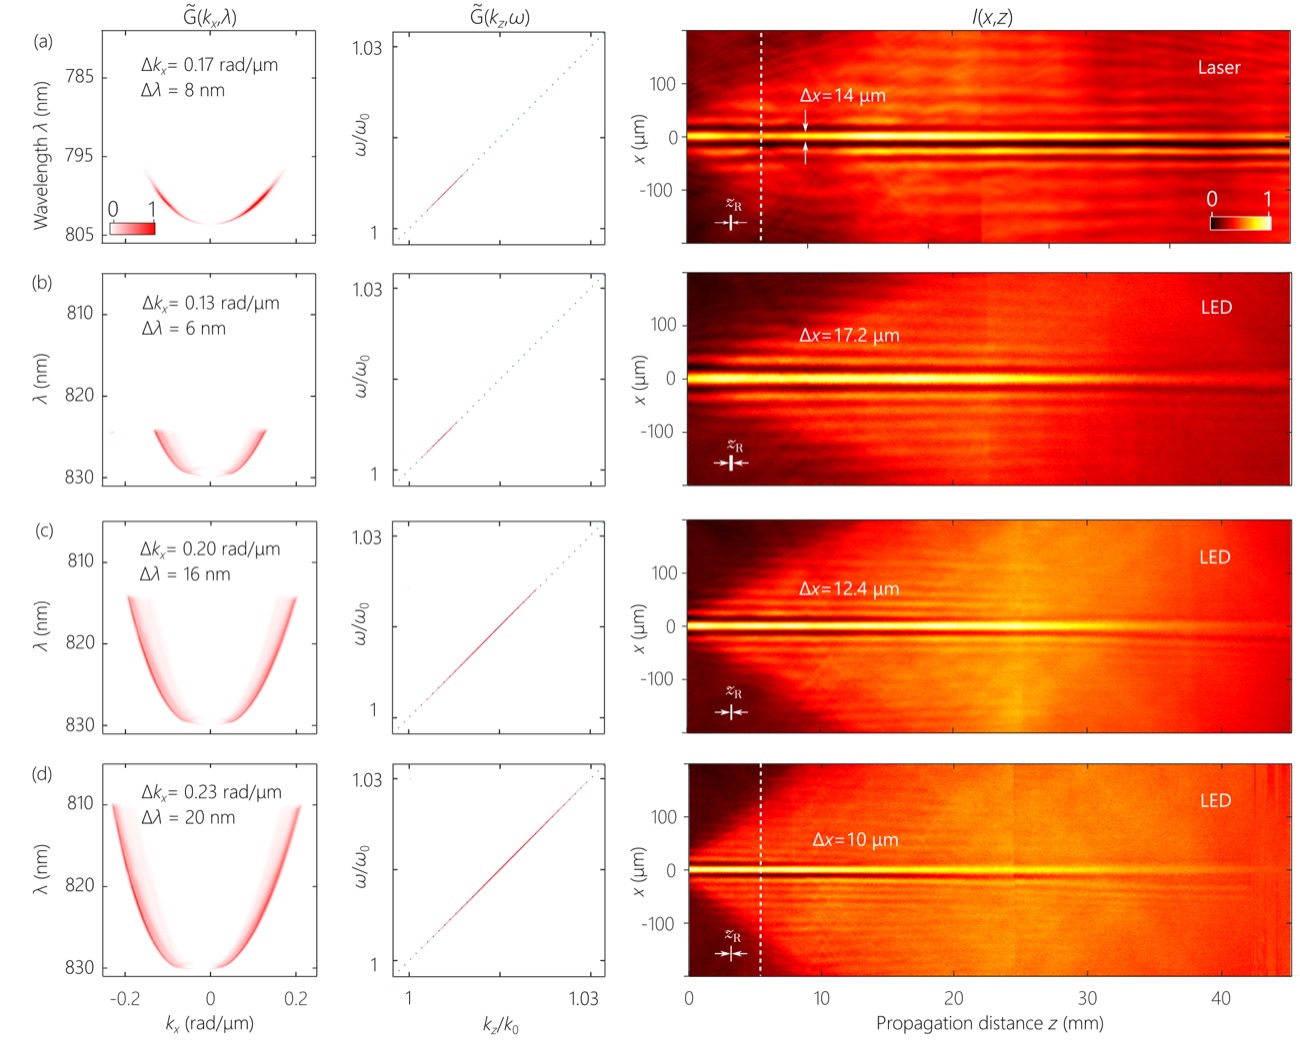 G̃(kₓ,λ)
G̃(k_z,ω)
I(x,z)
(a)
Δkₓ= 0.17 rad/μm
Δλ = 8 nm
785
795
805
Wavelength λ (nm)
0 1
1.03
ω/ω₀
1
Laser
Δx=14 μm
100
0
-100
x (μm)
z̃_R
0 1
(b)
Δkₓ= 0.13 rad/μm
Δλ = 6 nm
810
820
830
λ (nm)
1.03
ω/ω₀
1
LED
Δx=17.2 μm
100
0
-100
x (μm)
z̃_R
(c)
Δkₓ= 0.20 rad/μm
Δλ = 16 nm
810
820
830
λ (nm)
1.03
ω/ω₀
1
LED
Δx=12.4 μm
100
0
-100
x (μm)
z̃_R
(d)
Δkₓ= 0.23 rad/μm
Δλ = 20 nm
810
820
830
λ (nm)
-0.2 0 0.2
kₓ (rad/μm)
1.03
ω/ω₀
1
1 1.03
k_z/k₀
LED
Δx=10 μm
100
0
-100
x (μm)
z̃_R
0 10 20 30 40
Propagation distance z (mm)